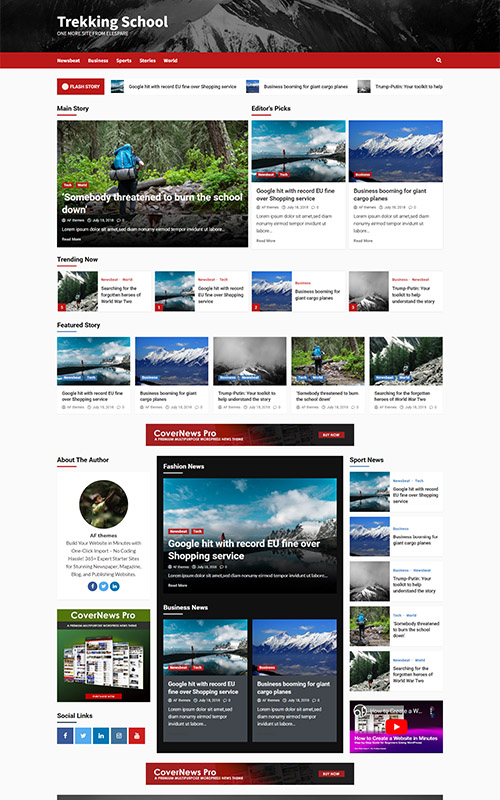 Trekking School
ONE MORE SITE FROM ELESPARE
Newsbeat Business Sports Stories World
FLASH STORY
Google hit with record EU fine over Shopping service
Business booming for giant cargo planes
Trump-Putin: Your toolkit to help
Main Story
Tech World
'Somebody threatened to burn the school
down'
AF themes July 18, 2018 0
Lorem ipsum dolor sit amet,sed diam nonumy eirmod tempor invidunt ut labore...
Read More
Editor's Picks
Newsbeat Tech
Google hit with record EU fine
over Shopping service
AF themes July 18, 2018 0
Lorem ipsum dolor sit amet,sed
diam nonumy eirmod tempor
invidunt ut labore...
Read More
Business
Business booming for giant
cargo planes
AF themes July 18, 2018 0
Lorem ipsum dolor sit amet,sed
diam nonumy eirmod tempor
invidunt ut labore...
Read More
Trending Now
5
Newsbeat World
Searching for the
forgotten heroes of
World War Two
1
Newsbeat Tech
Google hit with record
EU fine over Shopping
service
2
Business
Business booming for
giant cargo planes
3
Business Newsbeat
Trump-Putin: Your
toolkit to help
understand the story
Featured Story
Newsbeat Tech
Google hit with record EU
fine over Shopping service
AF themes July 18, 2018 0
Business
Business booming for giant
cargo planes
AF themes July 18, 2018 0
Business Newsbeat
Trump-Putin: Your toolkit to
help understand the story
AF themes July 18, 2018 0
Tech World
'Somebody threatened to burn
the school down'
AF themes July 18, 2018 0
Newsbeat World
Searching for the forgotten
heroes of World War Two
AF themes July 18, 2018 0
CoverNews Pro
A PREMIUM MULTIPURPOSE WORDPRESS NEWS THEME
BUY NOW
About The Author
AF themes
Build Your Website in Minutes with
One-Click Import – No Coding
Hassle! 365+ Expert Starter Sites
for Stunning Newspaper, Magazine,
Blog, and Publishing Websites.
CoverNews Pro
A PREMIUM MULTIPURPOSE WORDPRESS NEWS THEME
PURCHASE NOW
Social Links
Fashion News
Newsbeat Tech
Google hit with record EU fine over
Shopping service
AF themes July 18, 2018 0
Lorem ipsum dolor sit amet,sed diam nonumy eirmod tempor invidunt ut labore...
Read More
Business News
Newsbeat Tech
Google hit with record EU
fine over Shopping service
AF themes July 18, 2018 0
Lorem ipsum dolor sit amet,sed
diam nonumy eirmod tempor
invidunt ut labore...
Business
Business booming for giant
cargo planes
AF themes July 18, 2018 0
Lorem ipsum dolor sit amet,sed
diam nonumy eirmod tempor
invidunt ut labore...
Sport News
Newsbeat Tech
Google hit with record
EU fine over Shopping
service
Business
Business booming for
giant cargo planes
Business Newsbeat
Trump-Putin: Your
toolkit to help
understand the story
Tech World
'Somebody threatened
to burn the school
down'
Newsbeat World
Searching for the
forgotten heroes of
World War Two
How to Create a W...
How to Create a Website in Minutes
CoverNews Pro
A PREMIUM MULTIPURPOSE WORDPRESS NEWS THEME
BUY NOW